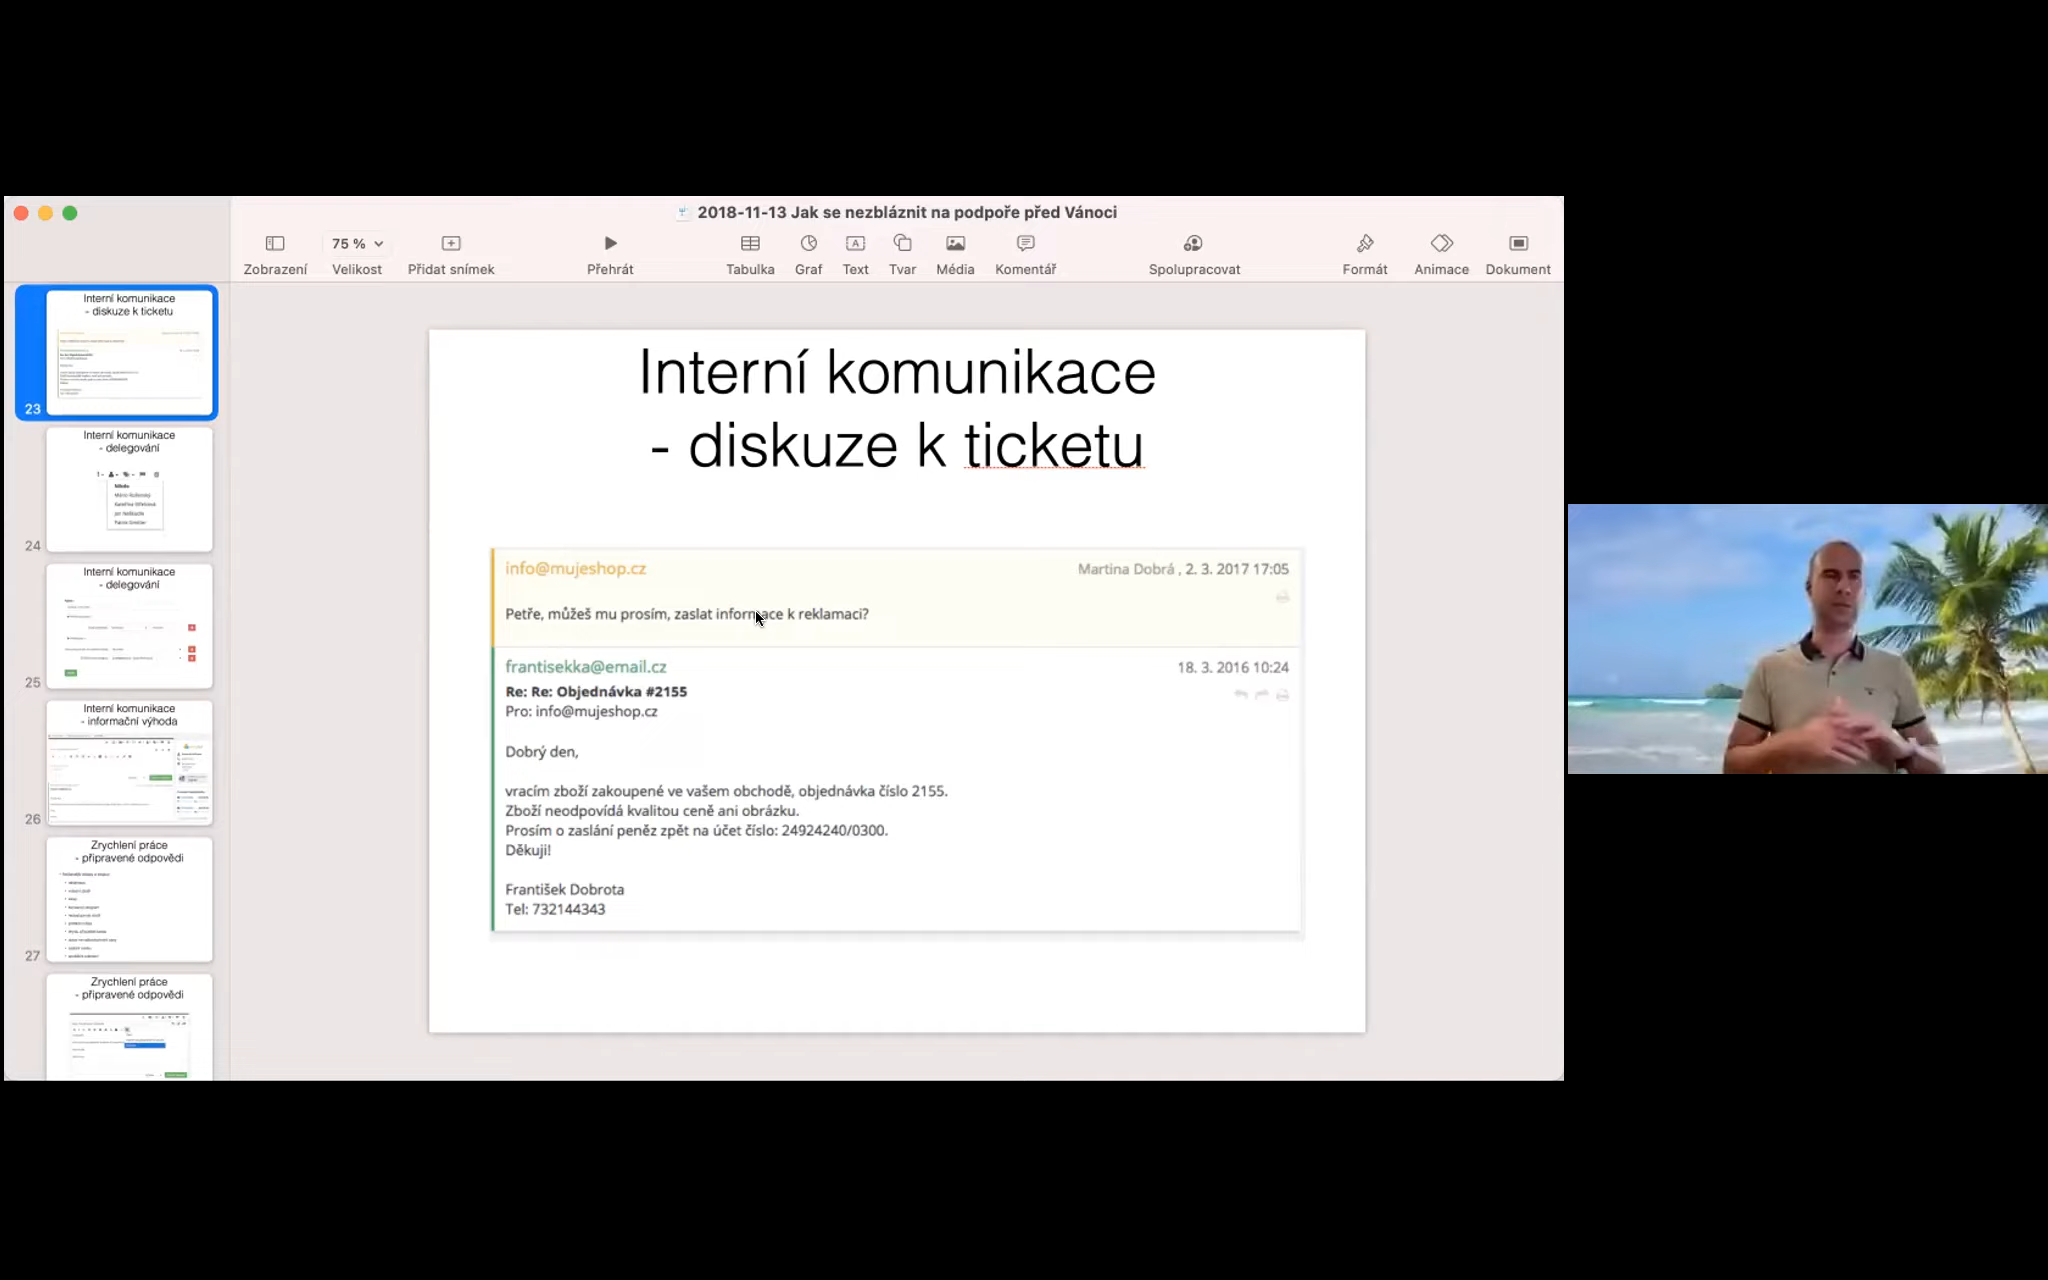 2018-11-13 Jak se nezbláznit na podpoře před Vánoci
75 %
Zobrazení Velikost Přidat snímek Přehrát Tabulka Graf Text Tvar Média Komentář Spolupracovat Formát Animace Dokument
Interní komunikace
- diskuze k ticketu
23
Interní komunikace
- delegování
24
Interní komunikace
- delegování
25
Interní komunikace
- informační výhoda
26
Zrychlení práce
- připravené odpovědi
27
Zrychlení práce
- připravené odpovědi
Interní komunikace
- diskuze k ticketu
info@mujeshop.cz Martina Dobrá , 2. 3. 2017 17:05
Petře, můžeš mu prosím, zaslat informace k reklamaci?
frantisekka@email.cz 18. 3. 2016 10:24
Re: Re: Objednávka #2155
Pro: info@mujeshop.cz
Dobrý den,
vracím zboží zakoupené ve vašem obchodě, objednávka číslo 2155.
Zboží neodpovídá kvalitou ceně ani obrázku.
Prosím o zaslání peněz zpět na účet číslo: 24924240/0300.
Děkuji!
František Dobrota
Tel: 732144343